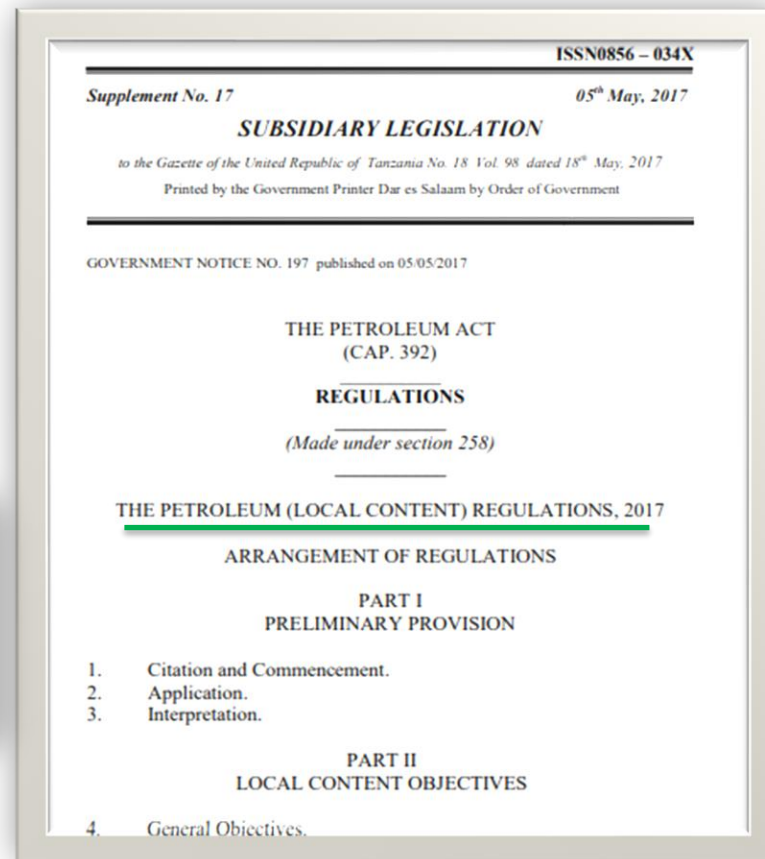 ISSN0856 – 034X
Supplement No. 17 05th May, 2017
SUBSIDIARY LEGISLATION
to the Gazette of the United Republic of Tanzania No. 18 Vol. 98 dated 18th May, 2017
Printed by the Government Printer Dar es Salaam by Order of Government
GOVERNMENT NOTICE NO. 197 published on 05/05/2017
THE PETROLEUM ACT
(CAP. 392)
REGULATIONS
(Made under section 258)
THE PETROLEUM (LOCAL CONTENT) REGULATIONS, 2017
ARRANGEMENT OF REGULATIONS
PART I
PRELIMINARY PROVISION
1. Citation and Commencement.
2. Application.
3. Interpretation.
PART II
LOCAL CONTENT OBJECTIVES
4. General Objectives.